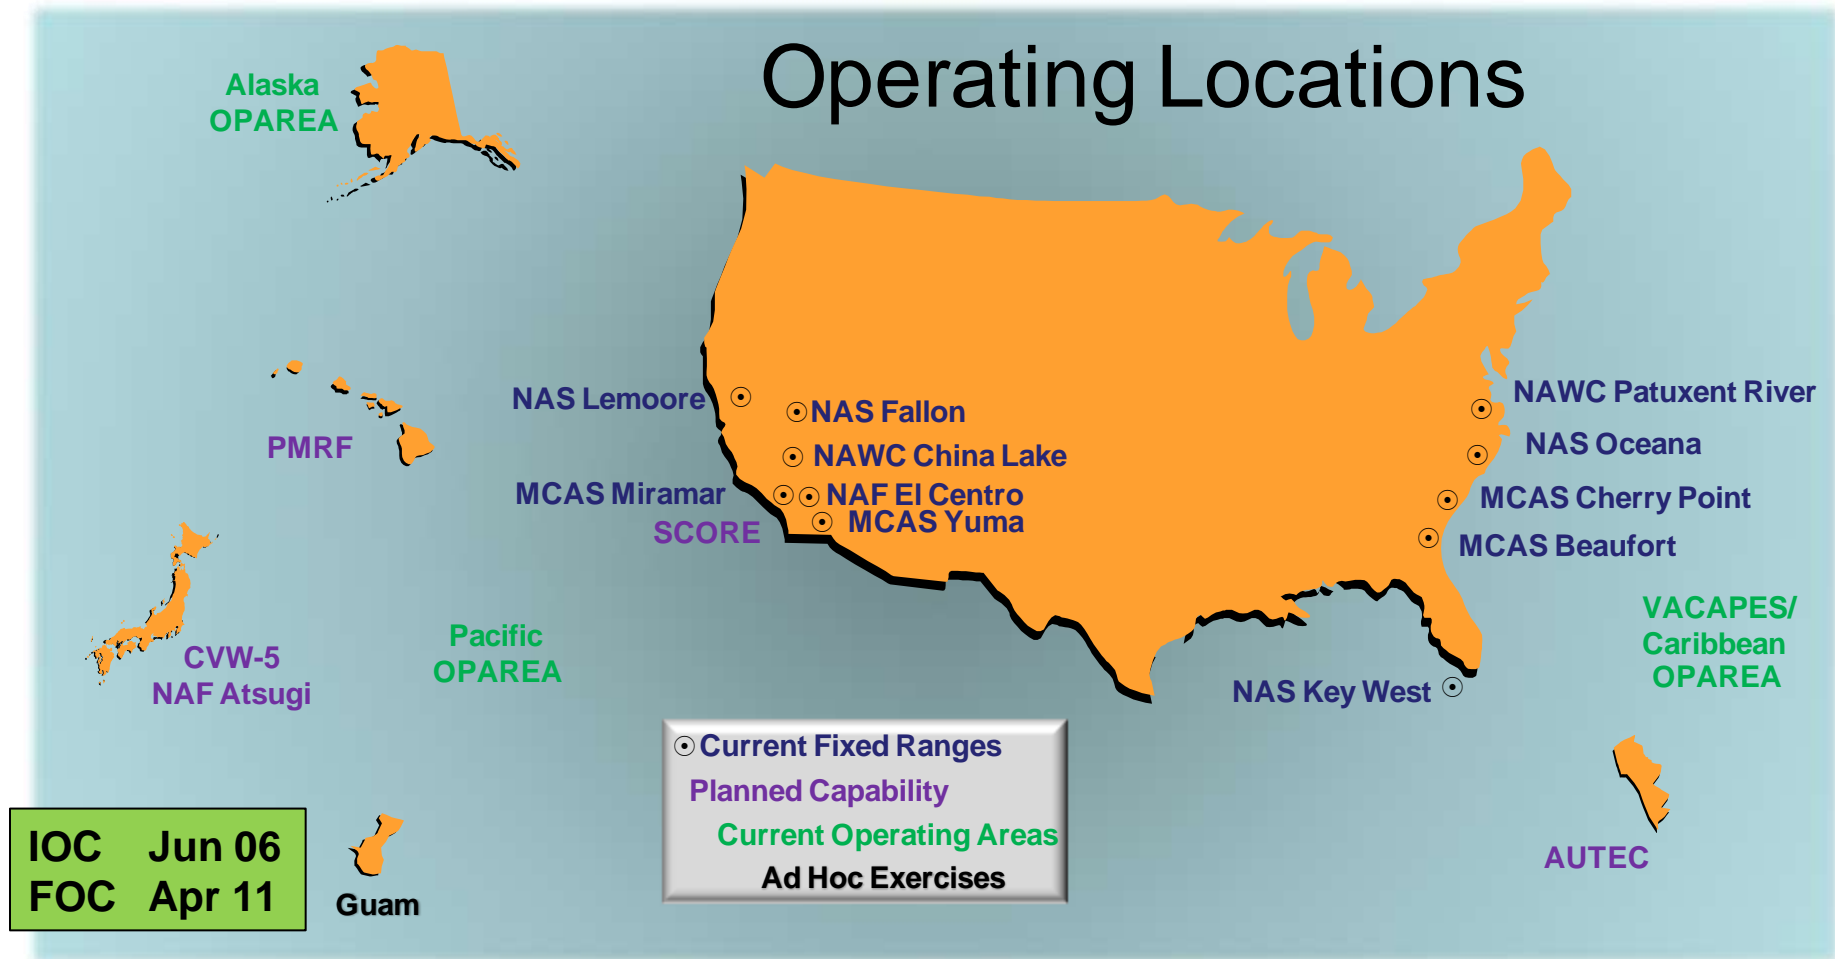 Operating Locations
Alaska
OPAREA
NAS Lemoore
NAS Fallon
NAWC China Lake
MCAS Miramar
NAF El Centro
MCAS Yuma
SCORE
NAWC Patuxent River
NAS Oceana
MCAS Cherry Point
MCAS Beaufort
PMRF
CVW-5
NAF Atsugi
Pacific
OPAREA
VACAPES/
Caribbean
OPAREA
NAS Key West
Current Fixed Ranges
Planned Capability
Current Operating Areas
Ad Hoc Exercises
AUTEC
IOC Jun 06
FOC Apr 11
Guam